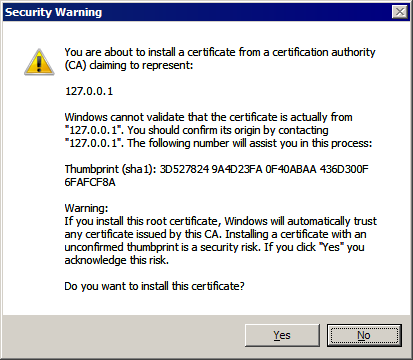 Security Warning
You are about to install a certificate from a certification authority
(CA) claiming to represent:
127.0.0.1
Windows cannot validate that the certificate is actually from
"127.0.0.1". You should confirm its origin by contacting
"127.0.0.1". The following number will assist you in this process:
Thumbprint (sha1): 3D527824 9A4D23FA 0F40ABAA 436D300F
6FAFCF8A
Warning:
If you install this root certificate, Windows will automatically trust
any certificate issued by this CA. Installing a certificate with an
unconfirmed thumbprint is a security risk. If you click "Yes" you
acknowledge this risk.
Do you want to install this certificate?
Yes
No